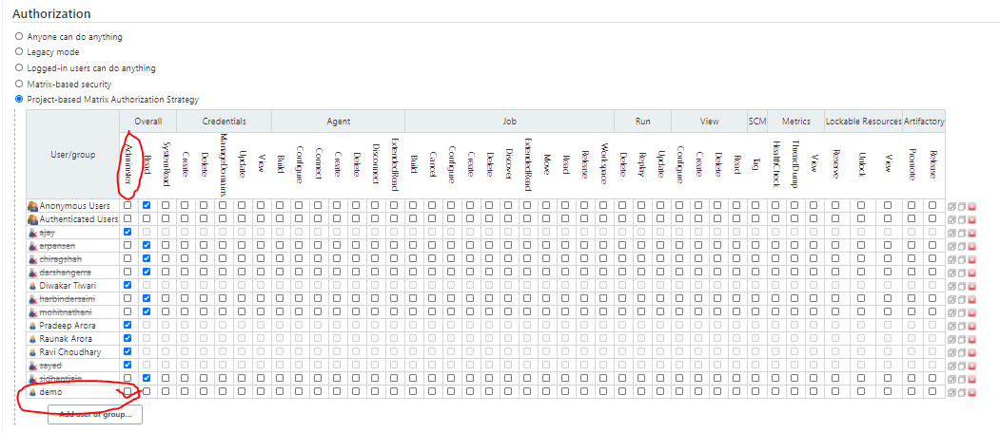 Authorization
Anyone can do anything
Legacy mode
Logged-in users can do anything
Matrix-based security
Project-based Matrix Authorization Strategy
User/group Overall Credentials Agent Job Run View SCM Metrics Lockable Resources Artifactory
Administer Read SystemRead Create Delete ManageDomains Update View Build Configure Connect Create Delete Disconnect ExtendedRead Build Cancel Configure Create Delete Discover ExtendedRead Move Read Release Workspace Delete Replay Update Configure Create Delete Read Tag HealthCheck ThreadDump View Reserve Unlock View Promote Release
Anonymous Users
Authenticated Users
ajay
arpansen
chiragshah
darshangerra
Diwakar Tiwari
harbindersaini
mohitnathani
Pradeep Arora
Raunak Arora
Ravi Choudhary
sayed
sidhantjain
demo
Add user or group...